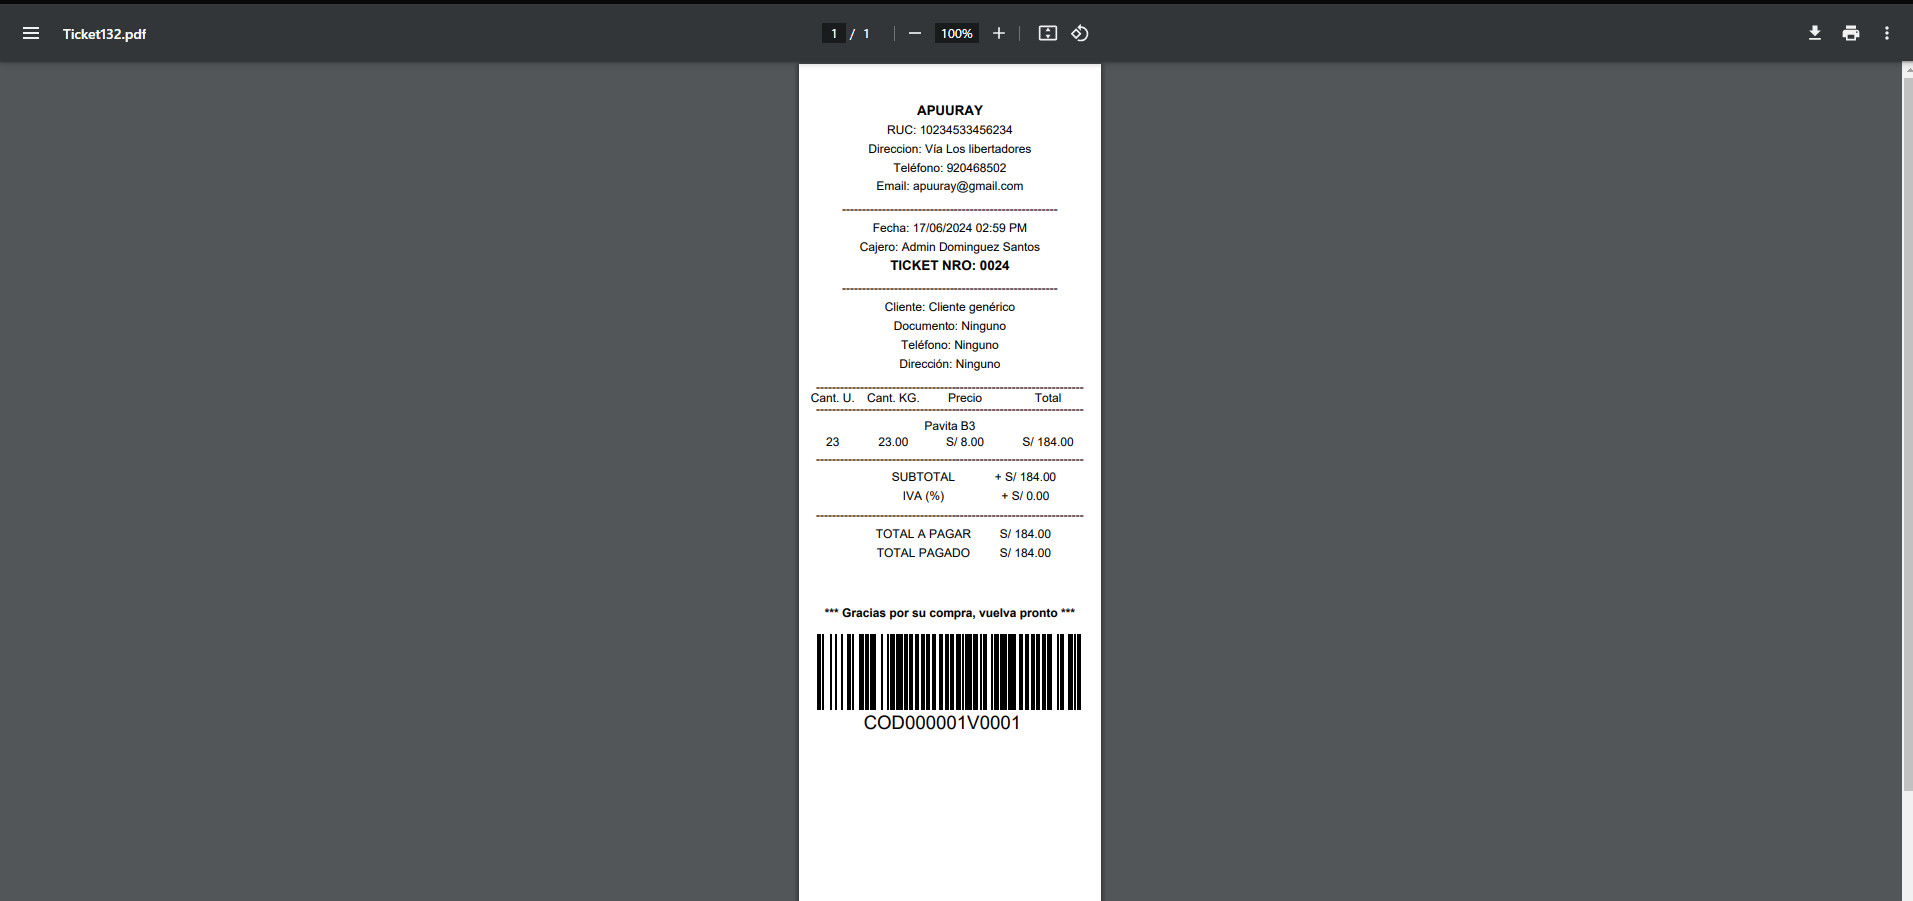 Ticket132.pdf
1 / 1
100%
APUURAY
RUC: 10234533456234
Direccion: Vía Los libertadores
Teléfono: 920468502
Email: apuuray@gmail.com
------------------------------------------------------
Fecha: 17/06/2024 02:59 PM
Cajero: Admin Dominguez Santos
TICKET NRO: 0024
------------------------------------------------------
Cliente: Cliente genérico
Documento: Ninguno
Teléfono: Ninguno
Dirección: Ninguno
-------------------------------------------------------------------
Cant. U. Cant. KG. Precio Total
-------------------------------------------------------------------
Pavita B3
23 23.00 S/ 8.00 S/ 184.00
-------------------------------------------------------------------
SUBTOTAL + S/ 184.00
IVA (%) + S/ 0.00
-------------------------------------------------------------------
TOTAL A PAGAR S/ 184.00
TOTAL PAGADO S/ 184.00
*** Gracias por su compra, vuelva pronto ***
COD000001V0001